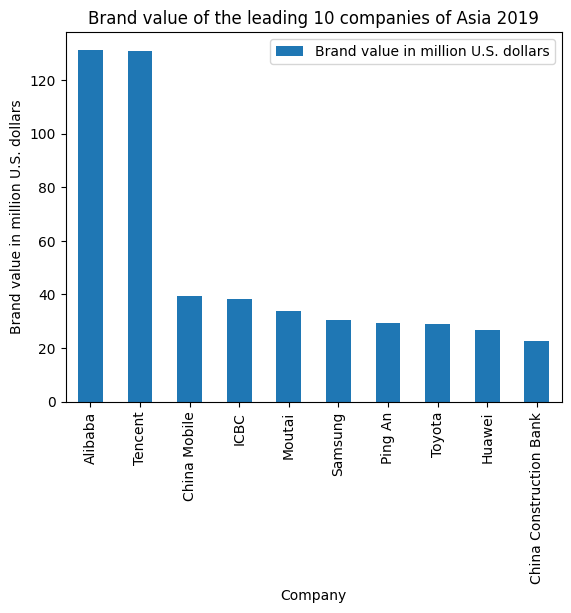 Brand value of the leading 10 companies of Asia 2019
Brand value in million U.S. dollars
Brand value in million U.S. dollars
120
100
80
60
40
20
0
Alibaba
Tencent
China Mobile
ICBC
Moutai
Samsung
Ping An
Toyota
Huawei
China Construction Bank
Company